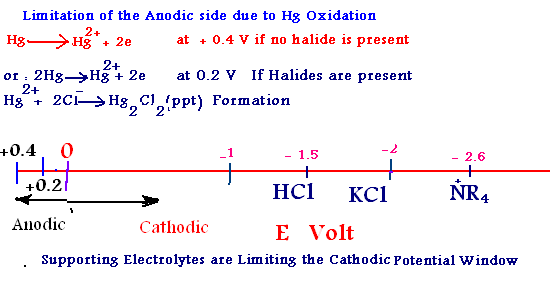 Limitation of the Anodic side due to Hg Oxidation
Hg → Hg2+ + 2e at + 0.4 V if no halide is present
or : 2Hg → Hg2+ + 2e at 0.2 V If Halides are present
Hg2+ + 2Cl- → Hg2Cl2(ppt) Formation
+0.4 0 -1 - 1.5 -2 - 2.6
+0.2 HCl KCl +NR4
Anodic Cathodic E Volt
. Supporting Electrolytes are Limiting the Cathodic Potential Window